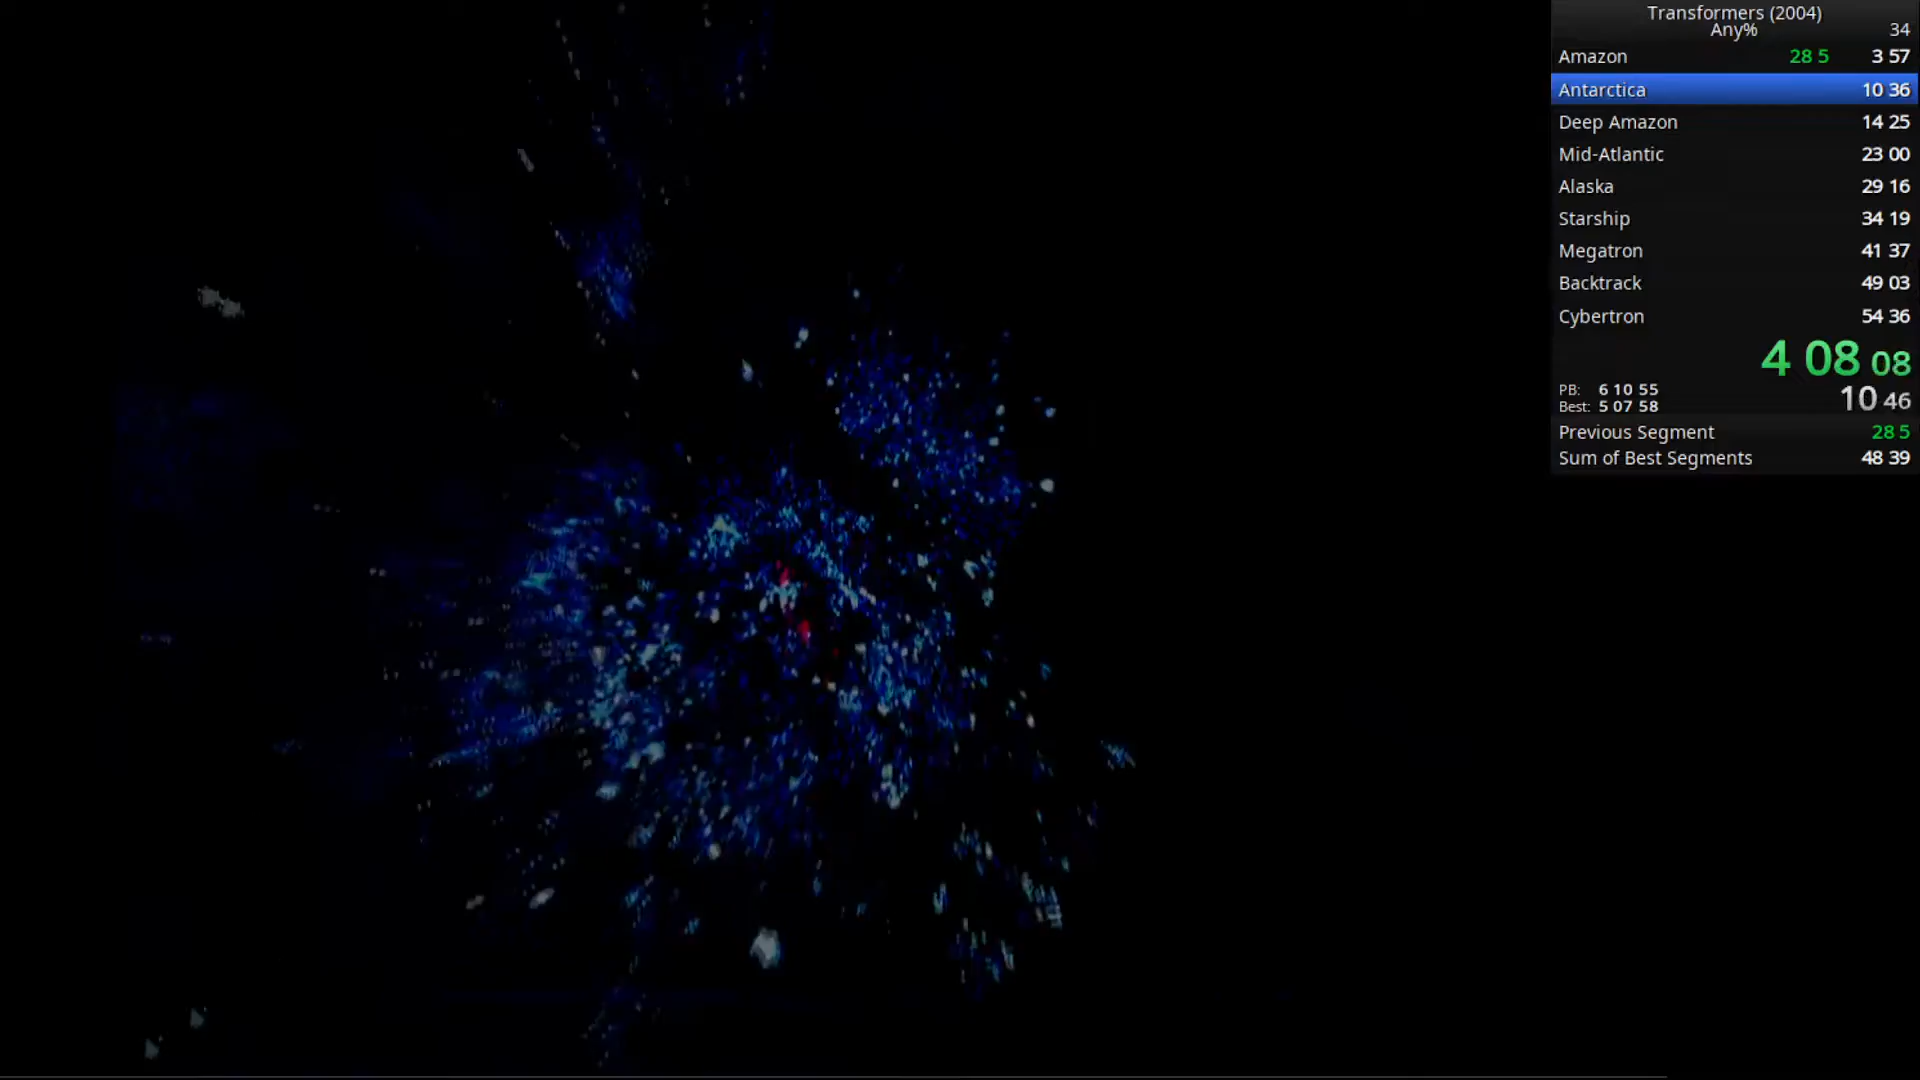 Transformers (2004)
Any% 34
Amazon 28 5 3 57
Antarctica 10 36
Deep Amazon 14 25
Mid-Atlantic 23 00
Alaska 29 16
Starship 34 19
Megatron 41 37
Backtrack 49 03
Cybertron 54 36
4 08 08
PB: 6 10 55
Best: 5 07 58
10 46
Previous Segment 28 5
Sum of Best Segments 48 39